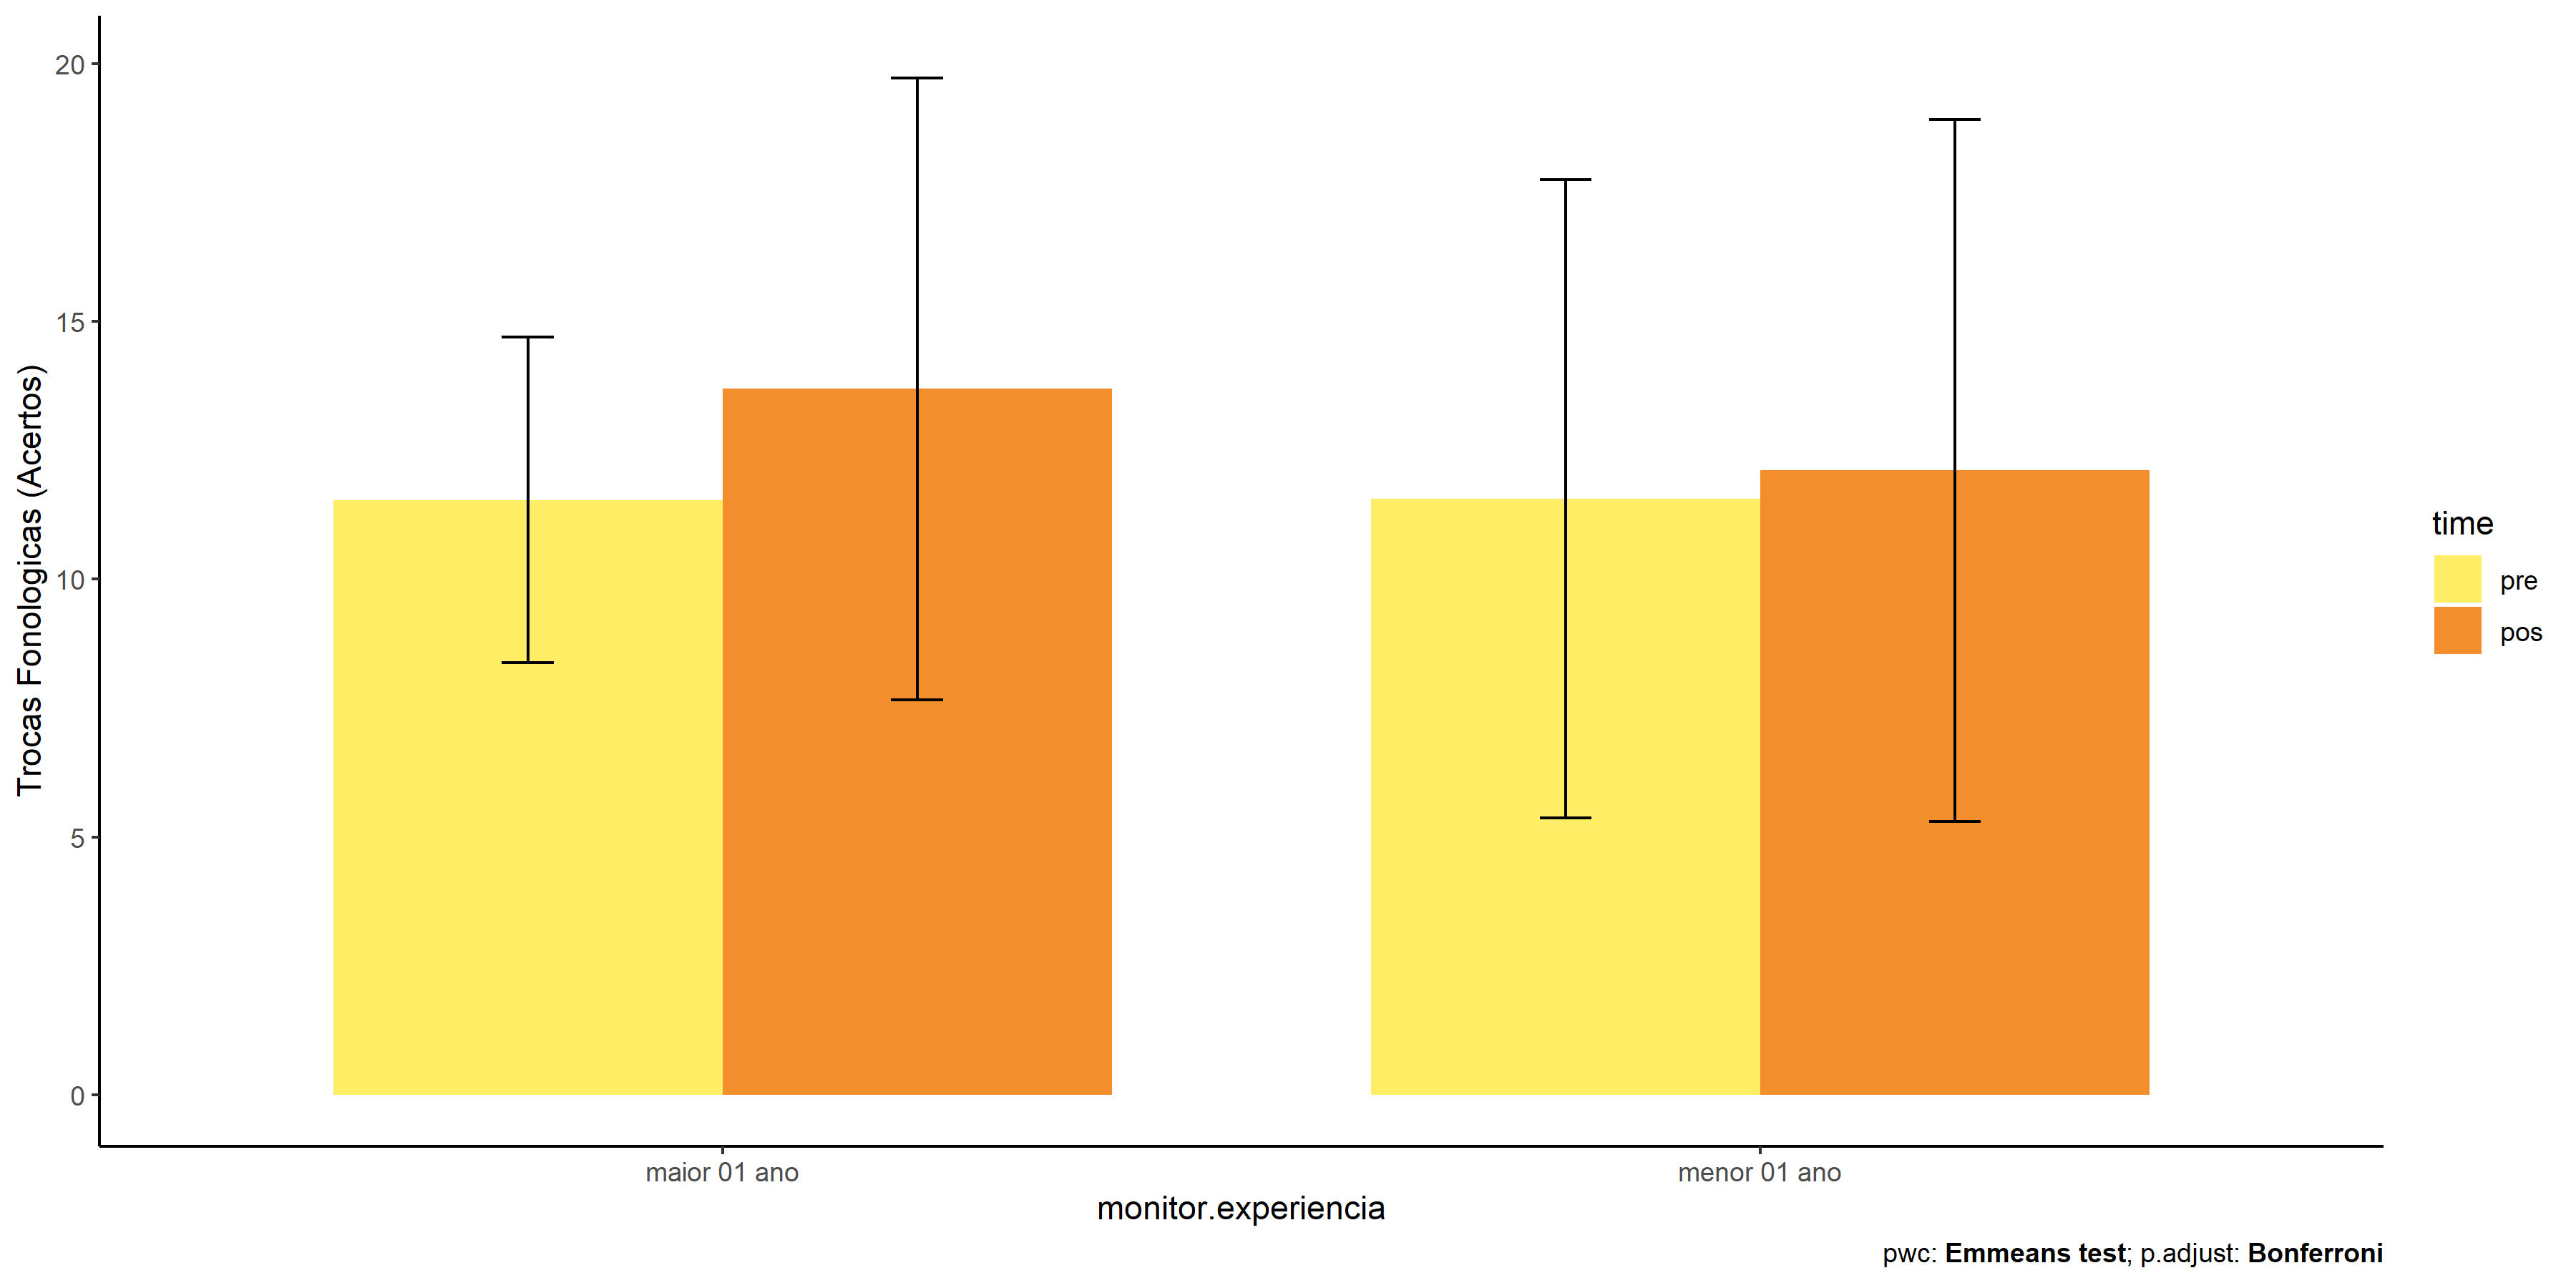 Trocas Fonologicas (Acertos)
20
15
10
5
0
maior 01 ano
menor 01 ano
monitor.experiencia
time
pre
pos
pwc: Emmeans test; p.adjust: Bonferroni